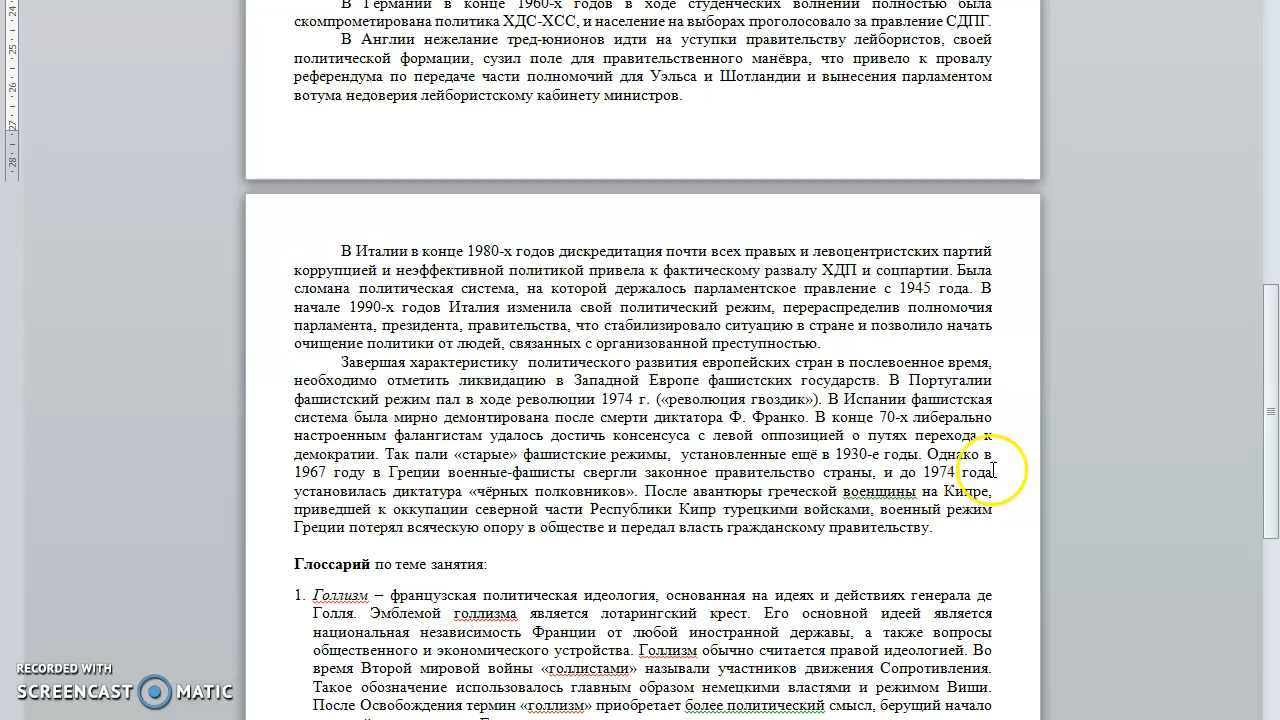 В Германии в конце 1960-х годов в ходе студенческих волнений полностью была
скомпрометирована политика ХДС-ХСС, и население на выборах проголосовало за правление СДПГ.
В Англии нежелание тред-юнионов идти на уступки правительству лейбористов, своей
политической формации, сузил поле для правительственного манёвра, что привело к провалу
референдума по передаче части полномочий для Уэльса и Шотландии и вынесения парламентом
вотума недоверия лейбористскому кабинету министров.
В Италии в конце 1980-х годов дискредитация почти всех правых и левоцентристских партий
коррупцией и неэффективной политикой привела к фактическому развалу ХДП и соцпартии. Была
сломана политическая система, на которой держалось парламентское правление с 1945 года. В
начале 1990-х годов Италия изменила свой политический режим, перераспределив полномочия
парламента, президента, правительства, что стабилизировало ситуацию в стране и позволило начать
очищение политики от людей, связанных с организованной преступностью.
Завершая характеристику политического развития европейских стран в послевоенное время,
необходимо отметить ликвидацию в Западной Европе фашистских государств. В Португалии
фашистский режим пал в ходе революции 1974 г. («революция гвоздик»). В Испании фашистская
система была мирно демонтирована после смерти диктатора Ф. Франко. В конце 70-х либерально
настроенным фалангистам удалось достичь консенсуса с левой оппозицией о путях перехода к
демократии. Так пали «старые» фашистские режимы, установленные ещё в 1930-е годы. Однако в
1967 году в Греции военные-фашисты свергли законное правительство страны, и до 1974 года
установилась диктатура «чёрных полковников». После авантюры греческой военщины на Кипре,
приведшей к оккупации северной части Республики Кипр турецкими войсками, военный режим
Греции потерял всяческую опору в обществе и передал власть гражданскому правительству.
Глоссарий по теме занятия:
1. Голлизм – французская политическая идеология, основанная на идеях и действиях генерала де
Голля. Эмблемой голлизма является лотарингский крест. Его основной идеей является
национальная независимость Франции от любой иностранной державы, а также вопросы
общественного и экономического устройства. Голлизм обычно считается правой идеологией. Во
время Второй мировой войны «голлистами» называли участников движения Сопротивления.
Такое обозначение использовалось главным образом немецкими властями и режимом Виши.
После Освобождения термин «голлизм» приобретает более политический смысл, берущий начало
24
25
26
27
28
RECORDED WITH
SCREENCAST MATIC